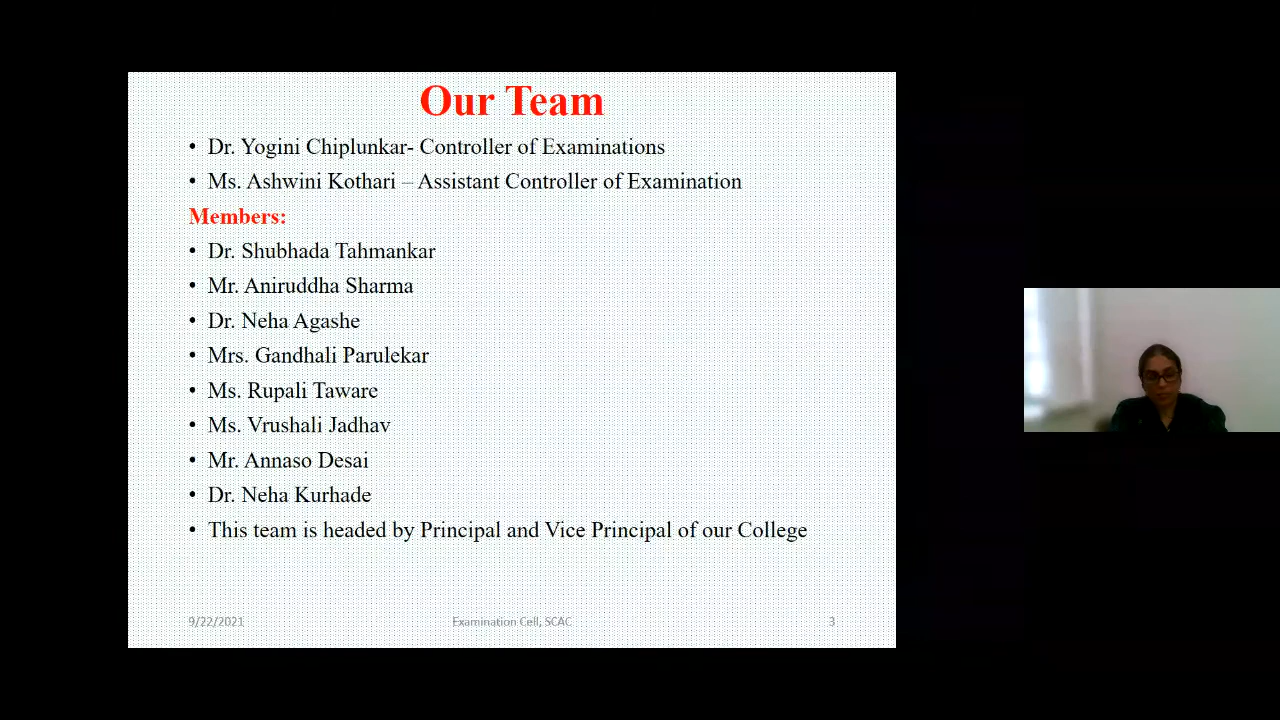 Our Team
• Dr. Yogini Chiplunkar- Controller of Examinations
• Ms. Ashwini Kothari – Assistant Controller of Examination
Members:
• Dr. Shubhada Tahmankar
• Mr. Aniruddha Sharma
• Dr. Neha Agashe
• Mrs. Gandhali Parulekar
• Ms. Rupali Taware
• Ms. Vrushali Jadhav
• Mr. Annaso Desai
• Dr. Neha Kurhade
• This team is headed by Principal and Vice Principal of our College
9/22/2021 Examination Cell, SCAC 3